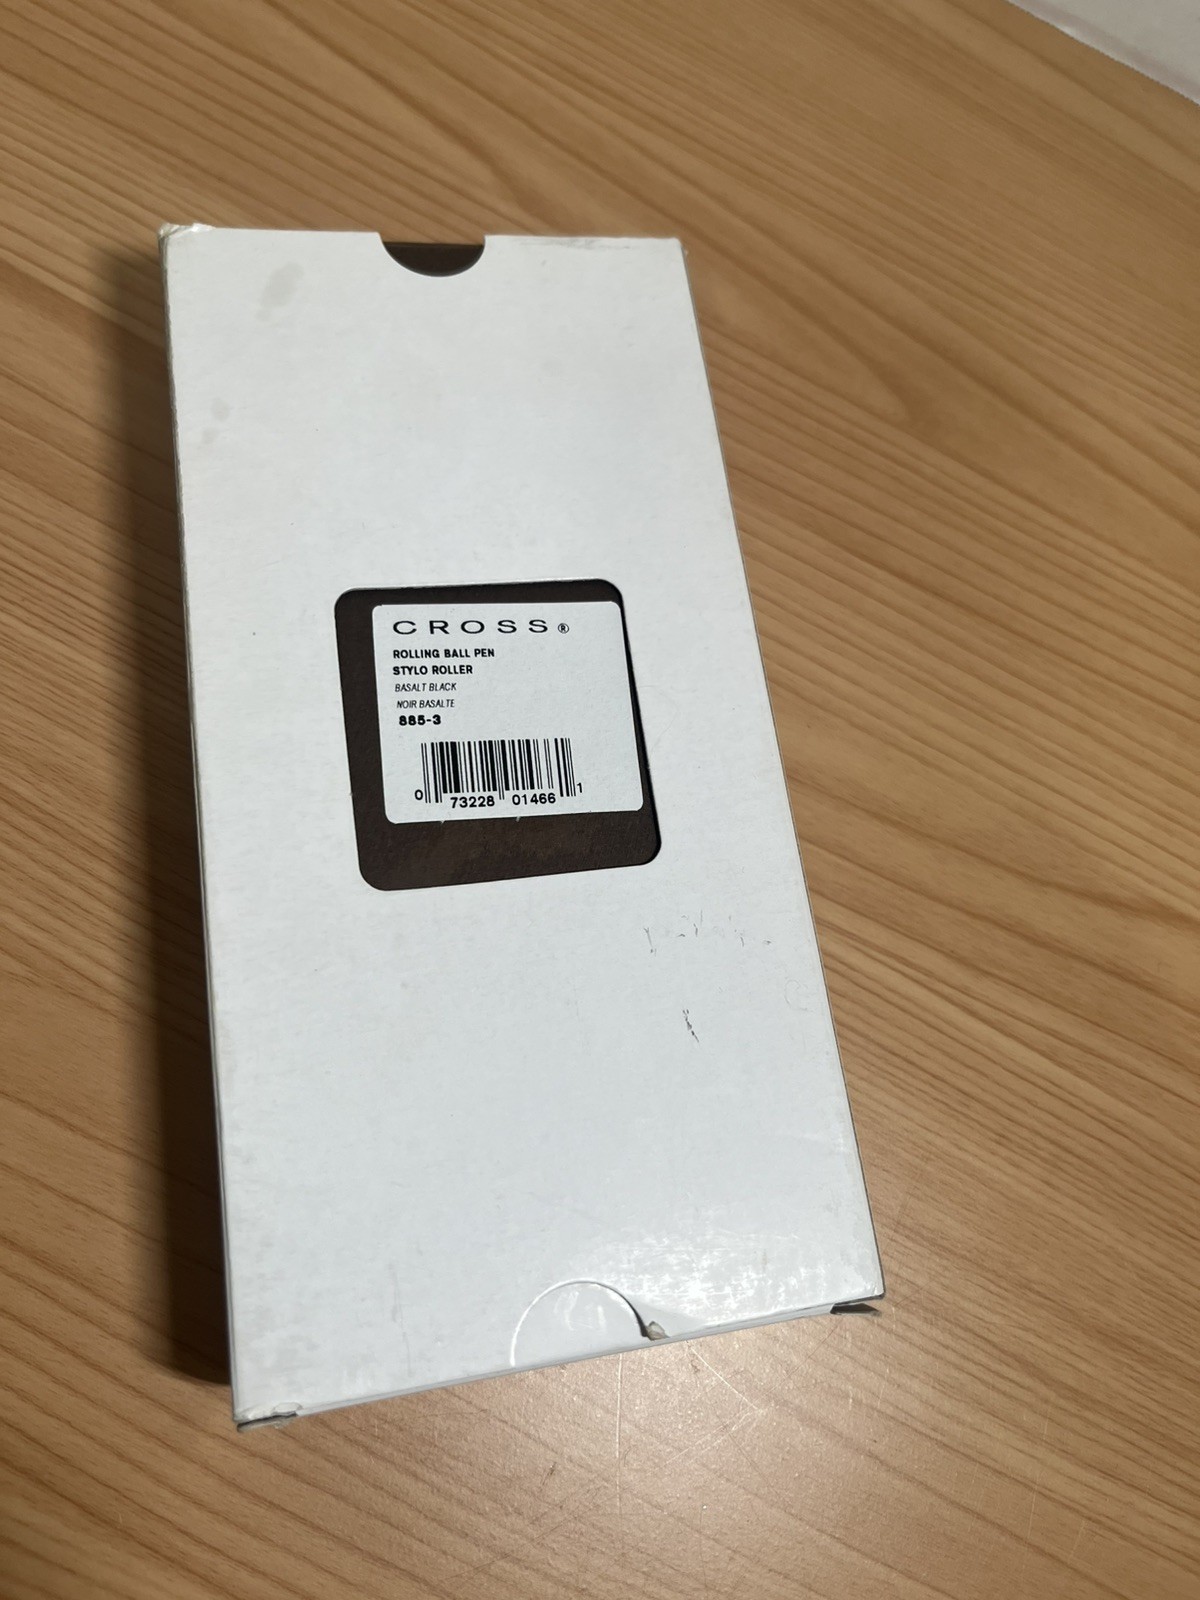 CROSS®
ROLLING BALL PEN
STYLO ROLLER
BASALT BLACK
NOIR BASALTE
885-3
0 73228 01466 1